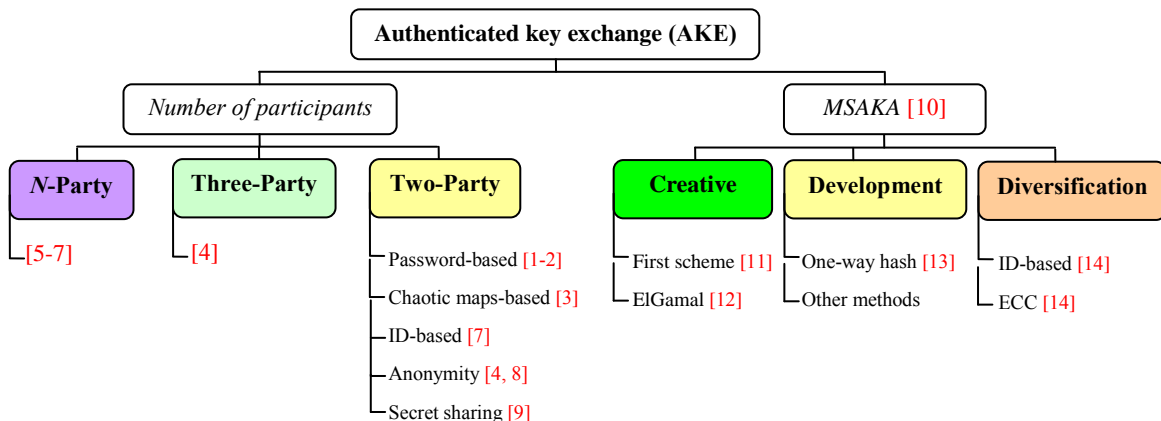 Authenticated key exchange (AKE)
Number of participants
MSAKA [10]
N-Party
Three-Party
Two-Party
Creative
Development
Diversification
[5-7]
[4]
Password-based [1-2]
Chaotic maps-based [3]
ID-based [7]
Anonymity [4, 8]
Secret sharing [9]
First scheme [11]
ElGamal [12]
One-way hash [13]
Other methods
ID-based [14]
ECC [14]